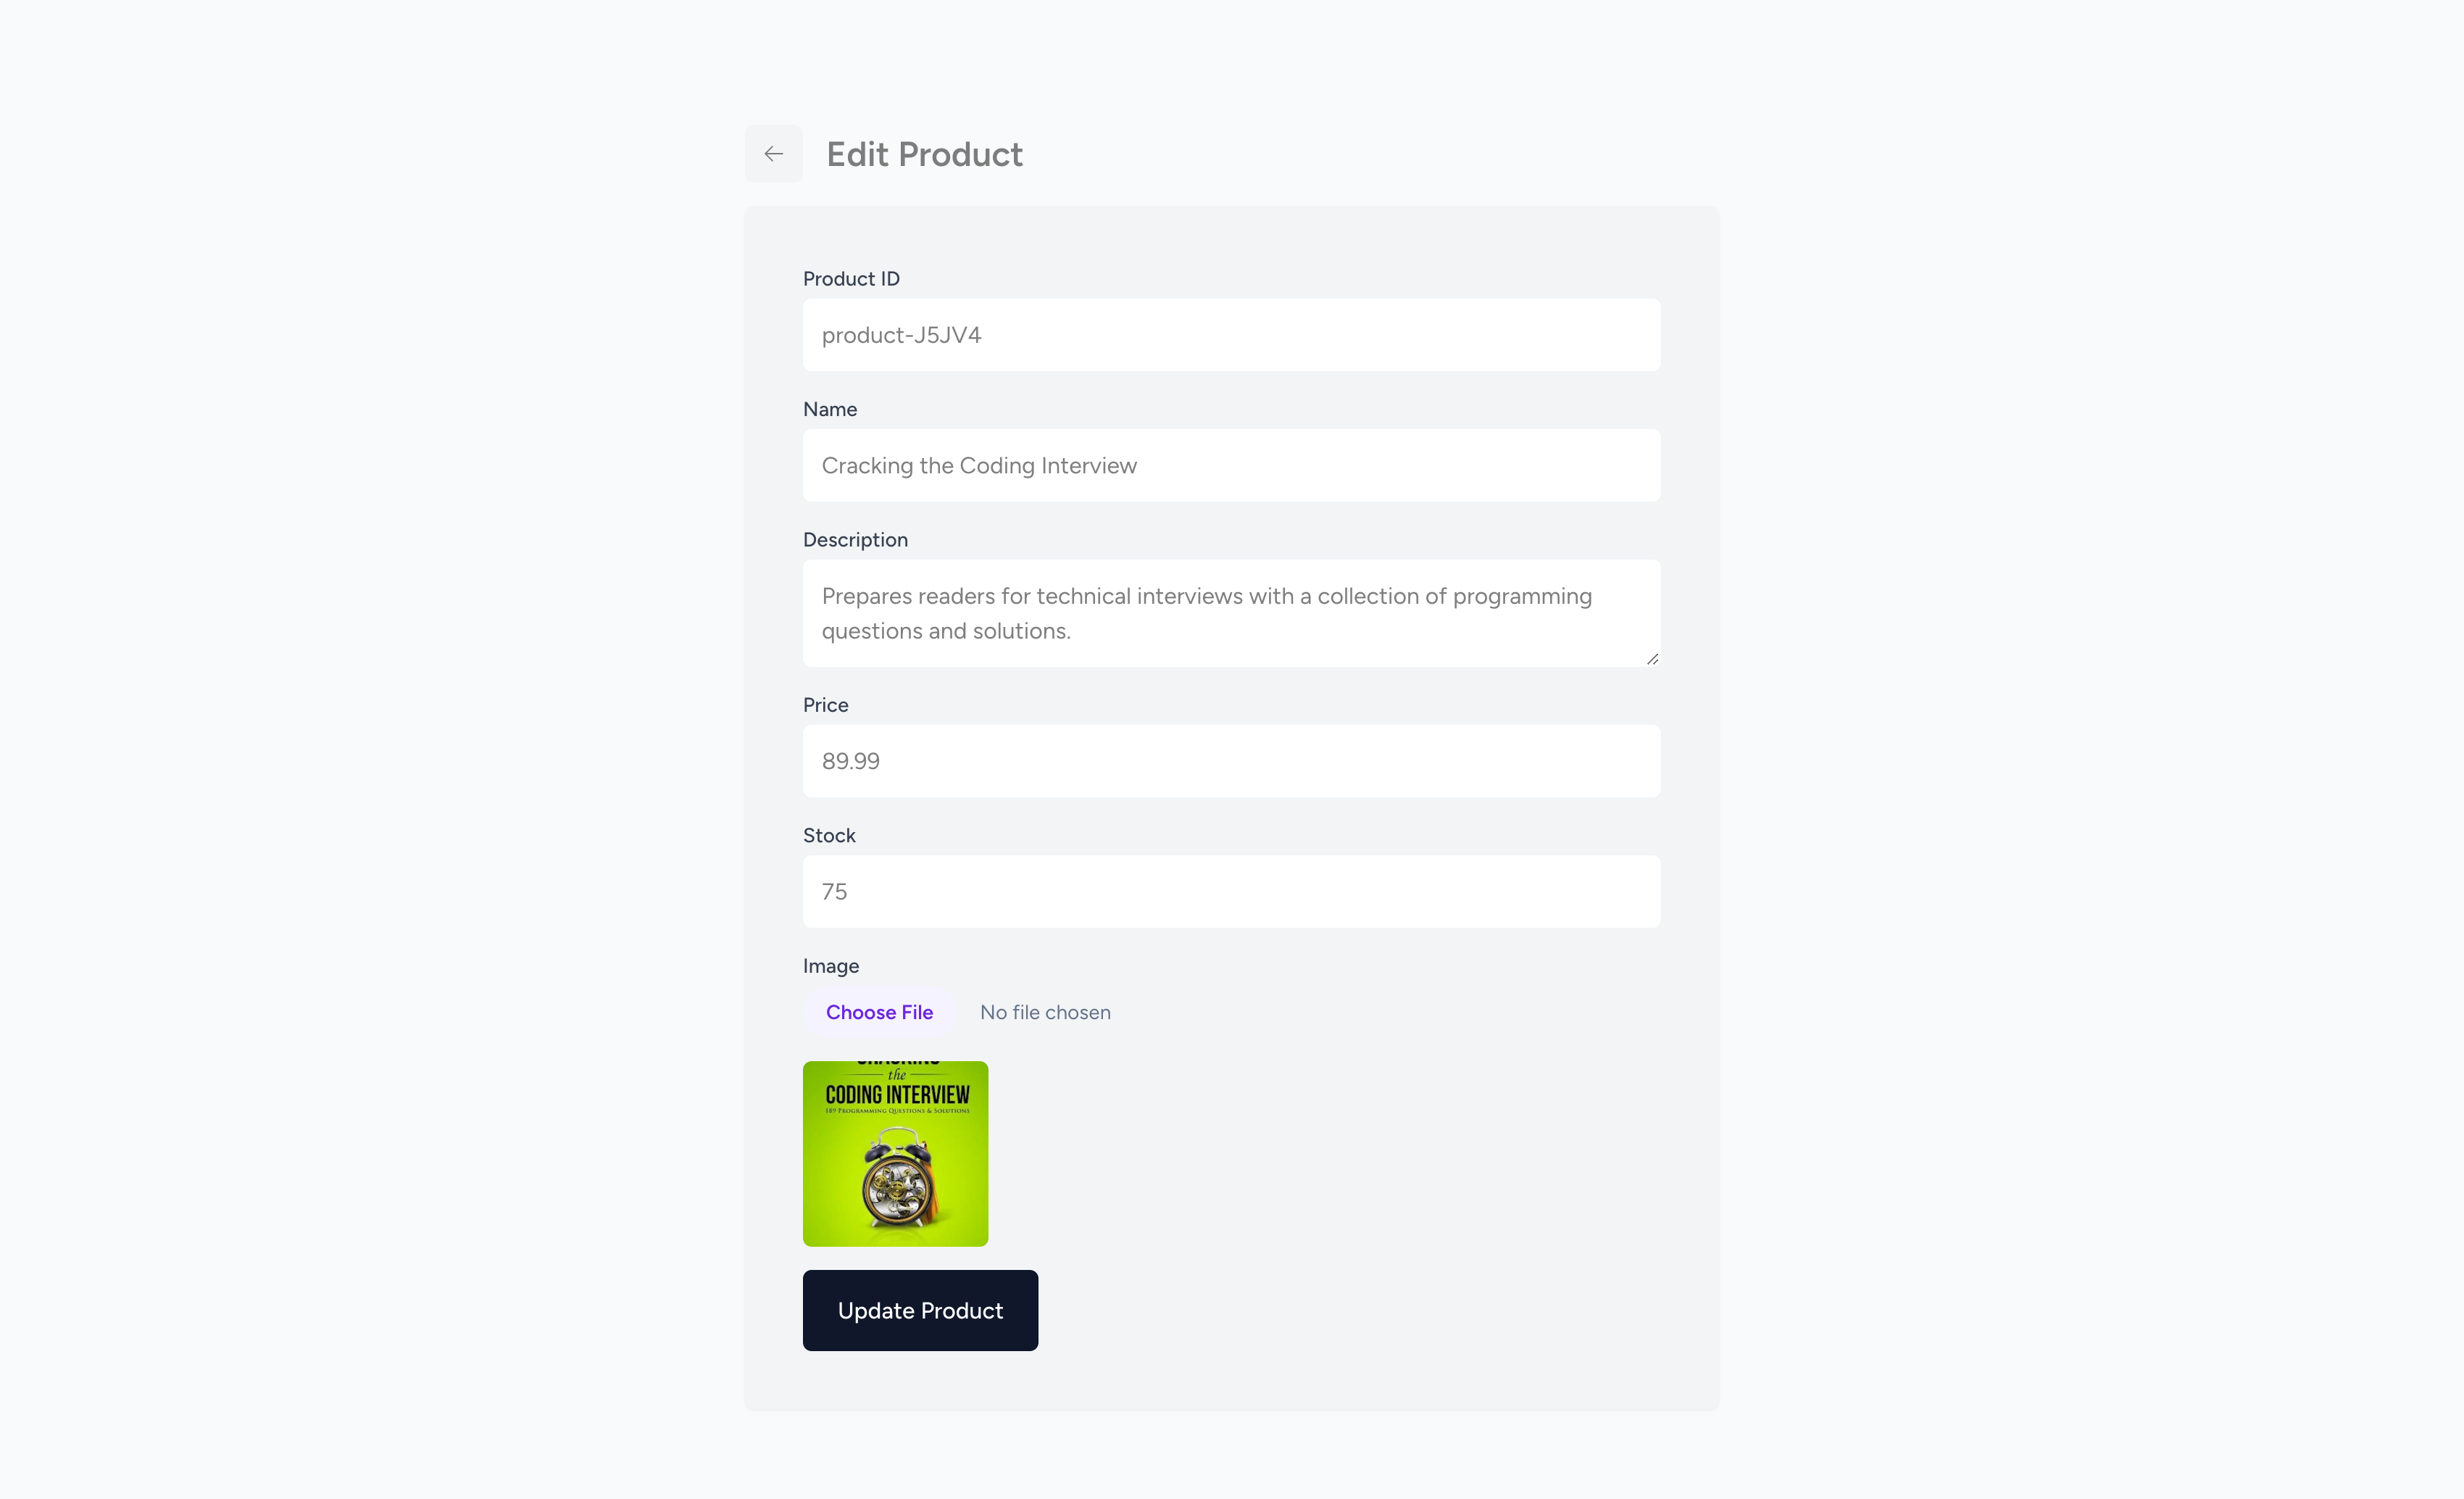 Edit Product
Product ID
product-J5JV4
Name
Cracking the Coding Interview
Description
Prepares readers for technical interviews with a collection of programming
questions and solutions.
Price
89.99
Stock
75
Image
Choose File No file chosen
the
CODING INTERVIEW
189 PROGRAMMING QUESTIONS & SOLUTIONS
Update Product